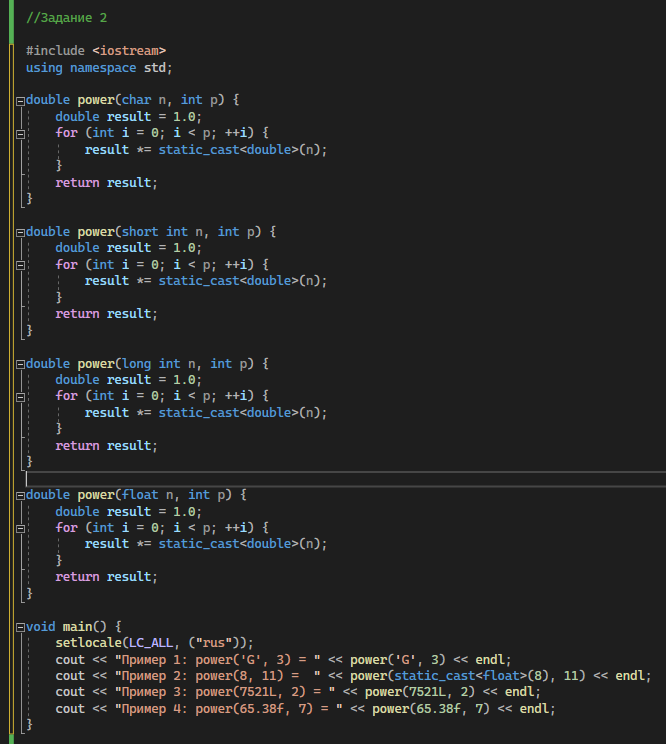 //Задание 2
#include <iostream>
using namespace std;
double power(char n, int p) {
double result = 1.0;
for (int i = 0; i < p; ++i) {
result *= static_cast<double>(n);
}
return result;
}
double power(short int n, int p) {
double result = 1.0;
for (int i = 0; i < p; ++i) {
result *= static_cast<double>(n);
}
return result;
}
double power(long int n, int p) {
double result = 1.0;
for (int i = 0; i < p; ++i) {
result *= static_cast<double>(n);
}
return result;
}
double power(float n, int p) {
double result = 1.0;
for (int i = 0; i < p; ++i) {
result *= static_cast<double>(n);
}
return result;
}
void main() {
setlocale(LC_ALL, ("rus"));
cout << "Пример 1: power('G', 3) = " << power('G', 3) << endl;
cout << "Пример 2: power(8, 11) =  " << power(static_cast<float>(8), 11) << endl;
cout << "Пример 3: power(7521L, 2) = " << power(7521L, 2) << endl;
cout << "Пример 4: power(65.38f, 7) = " << power(65.38f, 7) << endl;
}